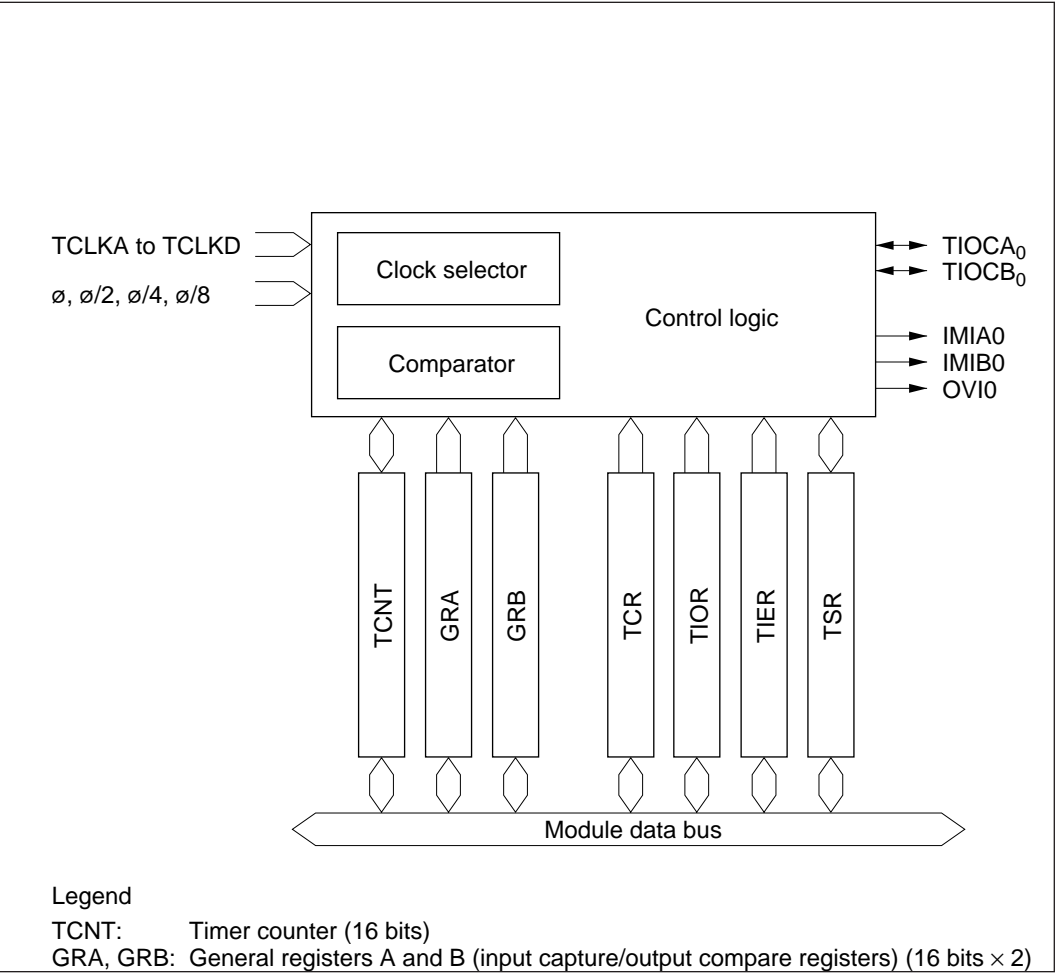 TCLKA to TCLKD
ø, ø/2, ø/4, ø/8
Clock selector
Comparator
Control logic
TIOCA0
TIOCB0
IMIA0
IMIB0
OVI0
TCNT
GRA
GRB
TCR
TIOR
TIER
TSR
Module data bus
Legend
TCNT: Timer counter (16 bits)
GRA, GRB: General registers A and B (input capture/output compare registers) (16 bits × 2)